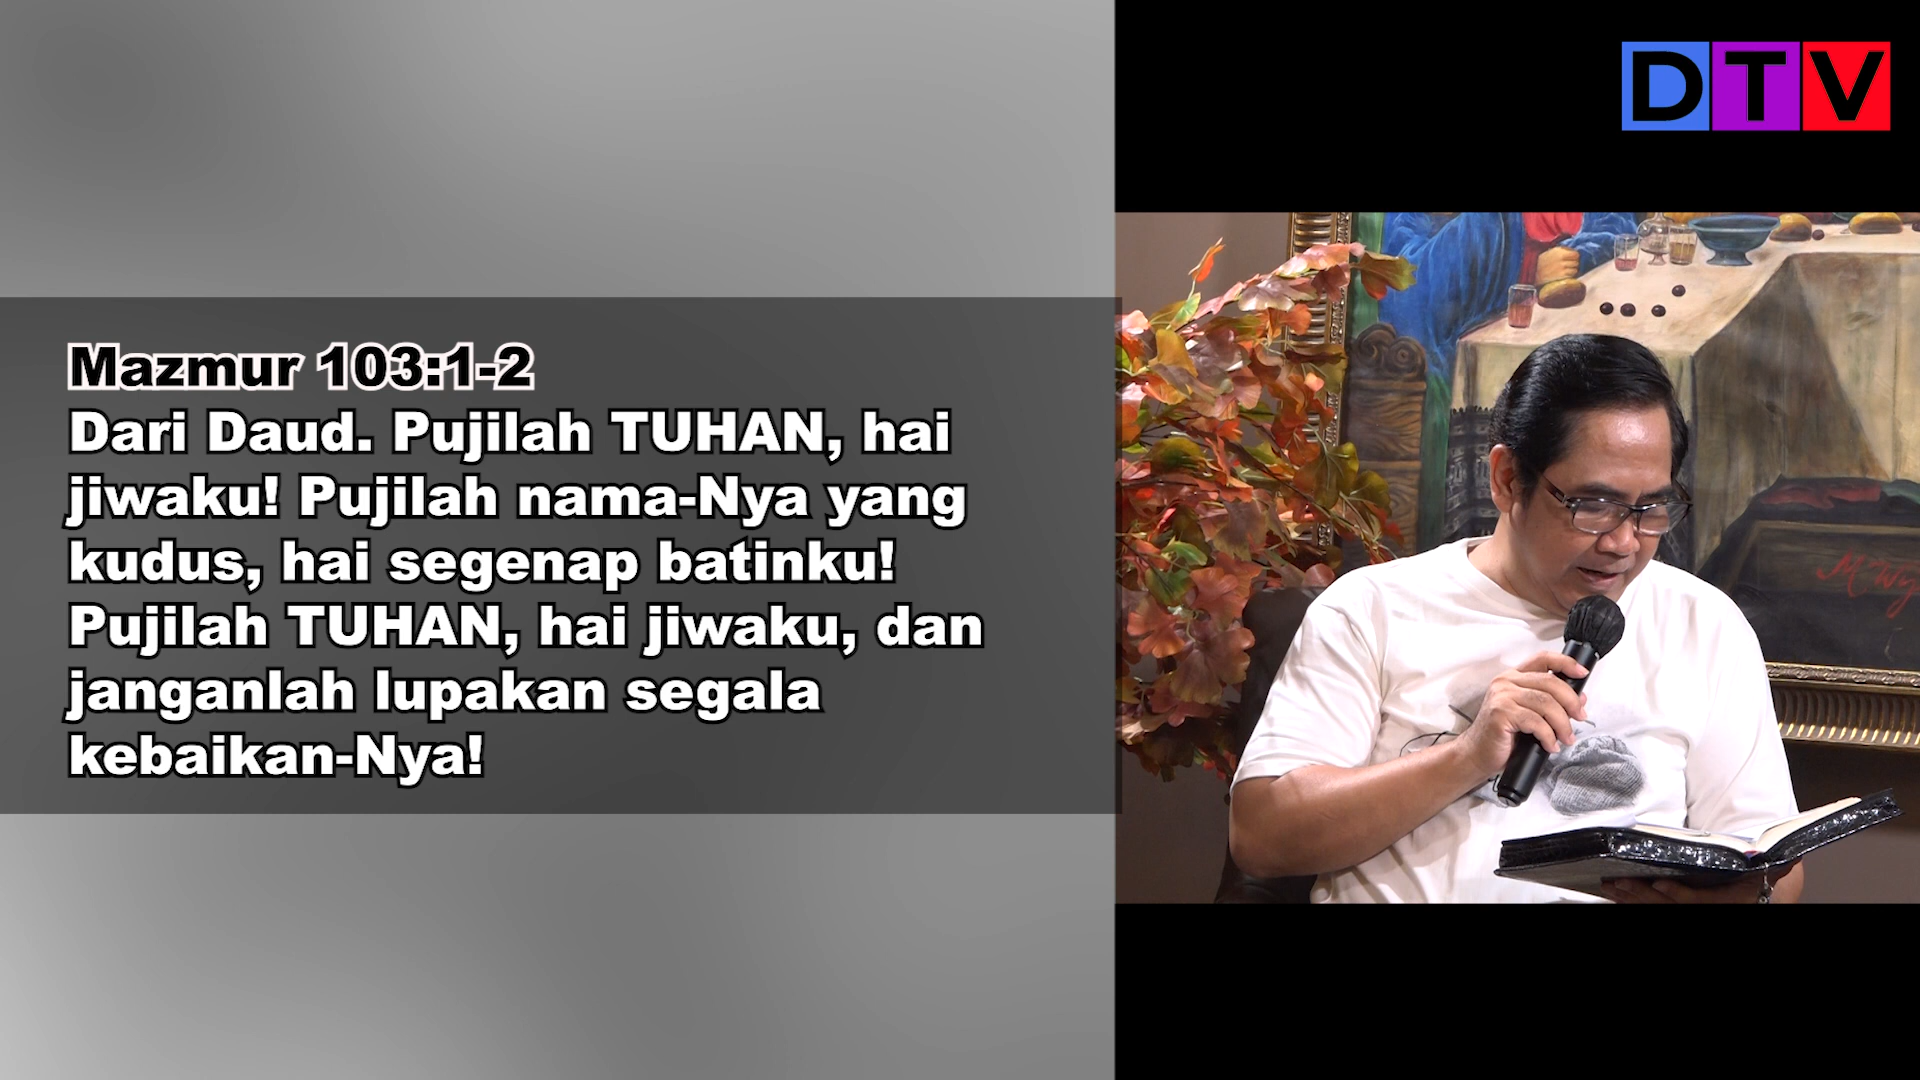 Mazmur 103:1-2
Dari Daud. Pujilah TUHAN, hai
jiwaku! Pujilah nama-Nya yang
kudus, hai segenap batinku!
Pujilah TUHAN, hai jiwaku, dan
janganlah lupakan segala
kebaikan-Nya!
DTV